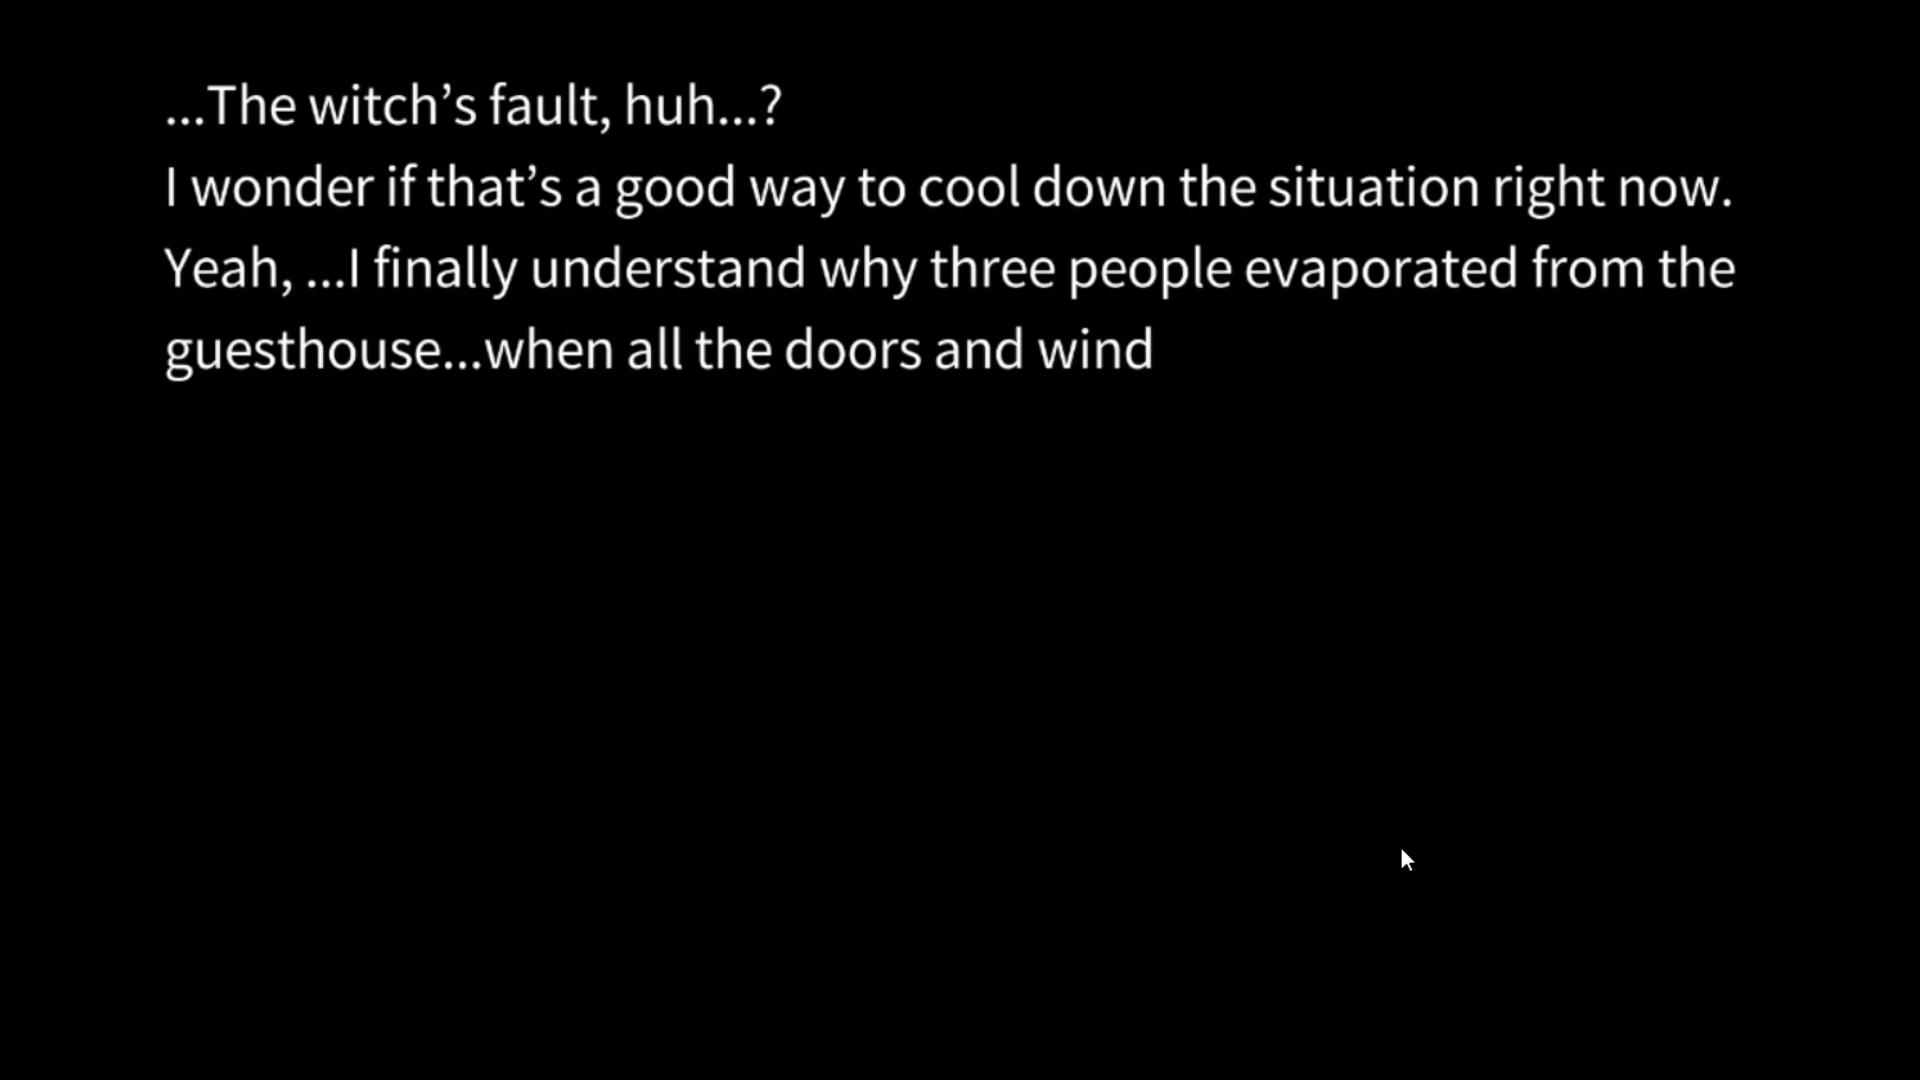 ...The witch’s fault, huh...?
I wonder if that’s a good way to cool down the situation right now.
Yeah, ...I finally understand why three people evaporated from the
guesthouse...when all the doors and wind